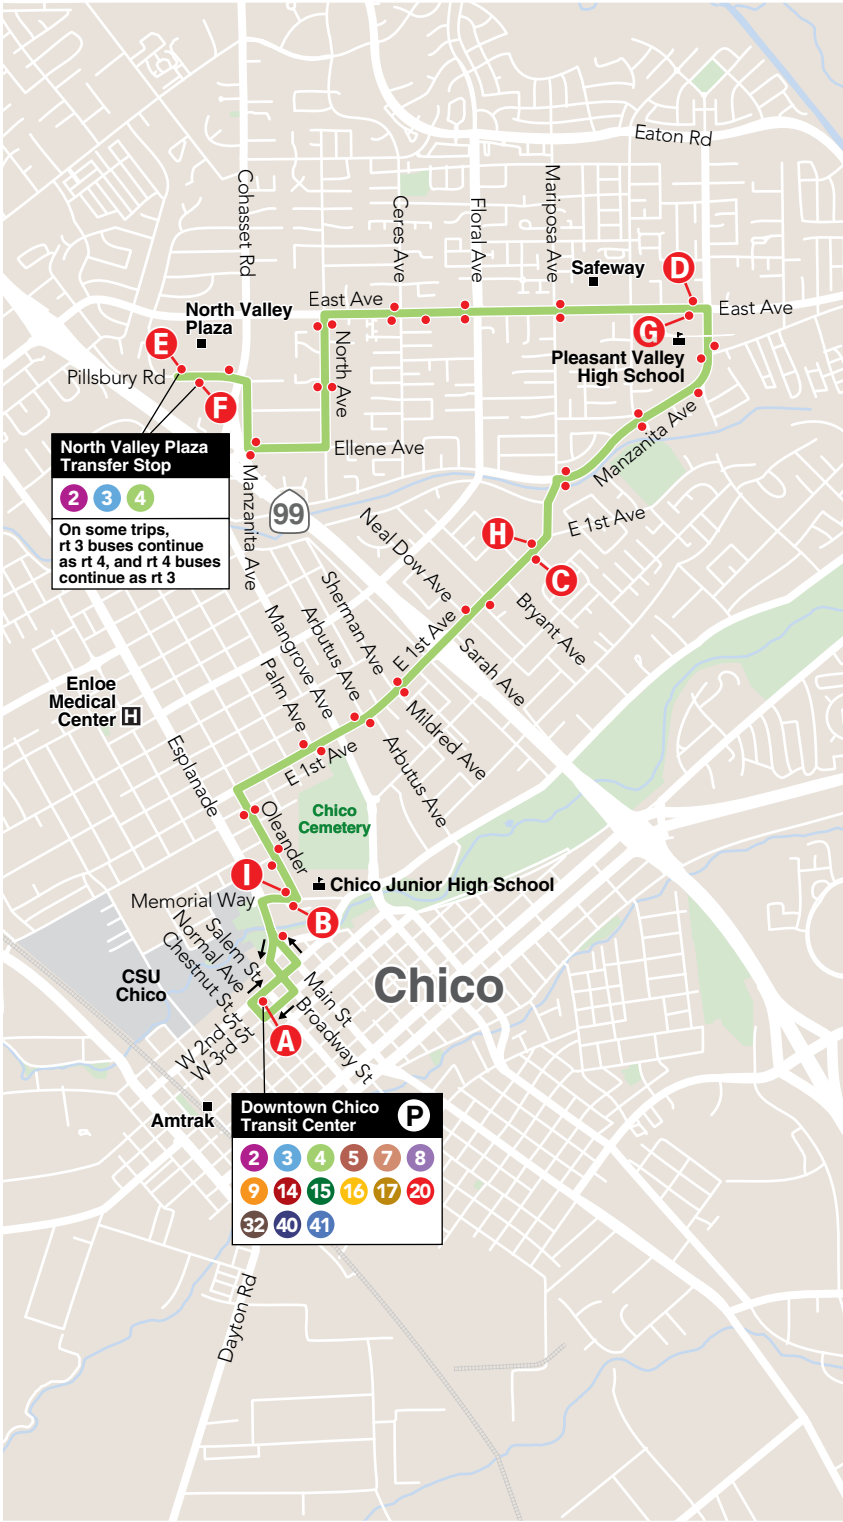 Eaton Rd
Cohasset Rd
Ceres Ave
Floral Ave
Mariposa Ave
Safeway
D
East Ave
East Ave
North Valley
Plaza
G
E
Pleasant Valley
High School
Pillsbury Rd
North Ave
F
Manzanita Ave
Ellene Ave
North Valley Plaza
Transfer Stop
2 3 4
On some trips,
rt 3 buses continue
as rt 4, and rt 4 buses
continue as rt 3
Manzanita Ave
99
Neal Dow Ave
H
E 1st Ave
C
Sherman Ave
Arbutus Ave
Mangrove Ave
Palm Ave
E 1st Ave
Bryant Ave
Sarah Ave
Enloe
Medical
Center H
Mildred Ave
Esplanade
E 1st Ave
Arbutus Ave
Oleander
Chico
Cemetery
I
Chico Junior High School
Memorial Way
B
Salem St
Normal Ave
Chestnut St
CSU
Chico
Chico
Main St
Broadway St
W 2nd St
W 3rd St
A
Amtrak
Downtown Chico
Transit Center P
2 3 4 5 7 8
9 14 15 16 17 20
32 40 41
Dayton Rd